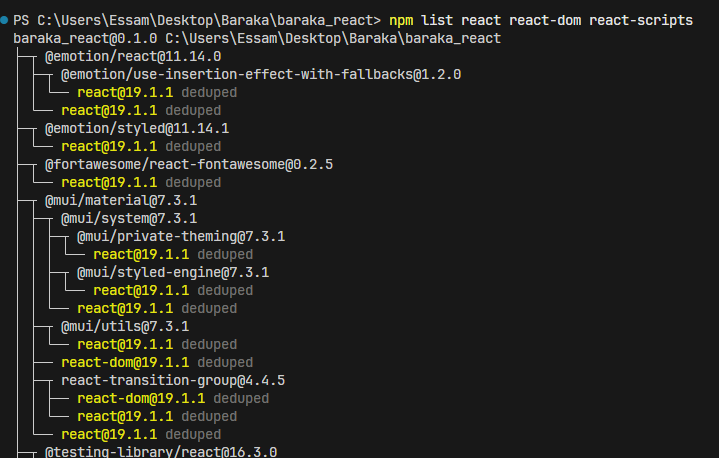 PS C:\Users\Essam\Desktop\Baraka\baraka_react> npm list react react-dom react-scripts
baraka_react@0.1.0 C:\Users\Essam\Desktop\Baraka\baraka_react
├─┬ @emotion/react@11.14.0
│ ├─┬ @emotion/use-insertion-effect-with-fallbacks@1.2.0
│ │ └── react@19.1.1 deduped
│ └── react@19.1.1 deduped
├─┬ @emotion/styled@11.14.1
│ └── react@19.1.1 deduped
├─┬ @fortawesome/react-fontawesome@0.2.5
│ └── react@19.1.1 deduped
├─┬ @mui/material@7.3.1
│ ├─┬ @mui/system@7.3.1
│ │ ├─┬ @mui/private-theming@7.3.1
│ │ │ └── react@19.1.1 deduped
│ │ ├─┬ @mui/styled-engine@7.3.1
│ │ │ └── react@19.1.1 deduped
│ │ └── react@19.1.1 deduped
│ ├─┬ @mui/utils@7.3.1
│ │ └── react@19.1.1 deduped
│ ├── react-dom@19.1.1 deduped
│ ├─┬ react-transition-group@4.4.5
│ │ ├── react-dom@19.1.1 deduped
│ │ └── react@19.1.1 deduped
│ └── react@19.1.1 deduped
├─┬ @testing-library/react@16.3.0